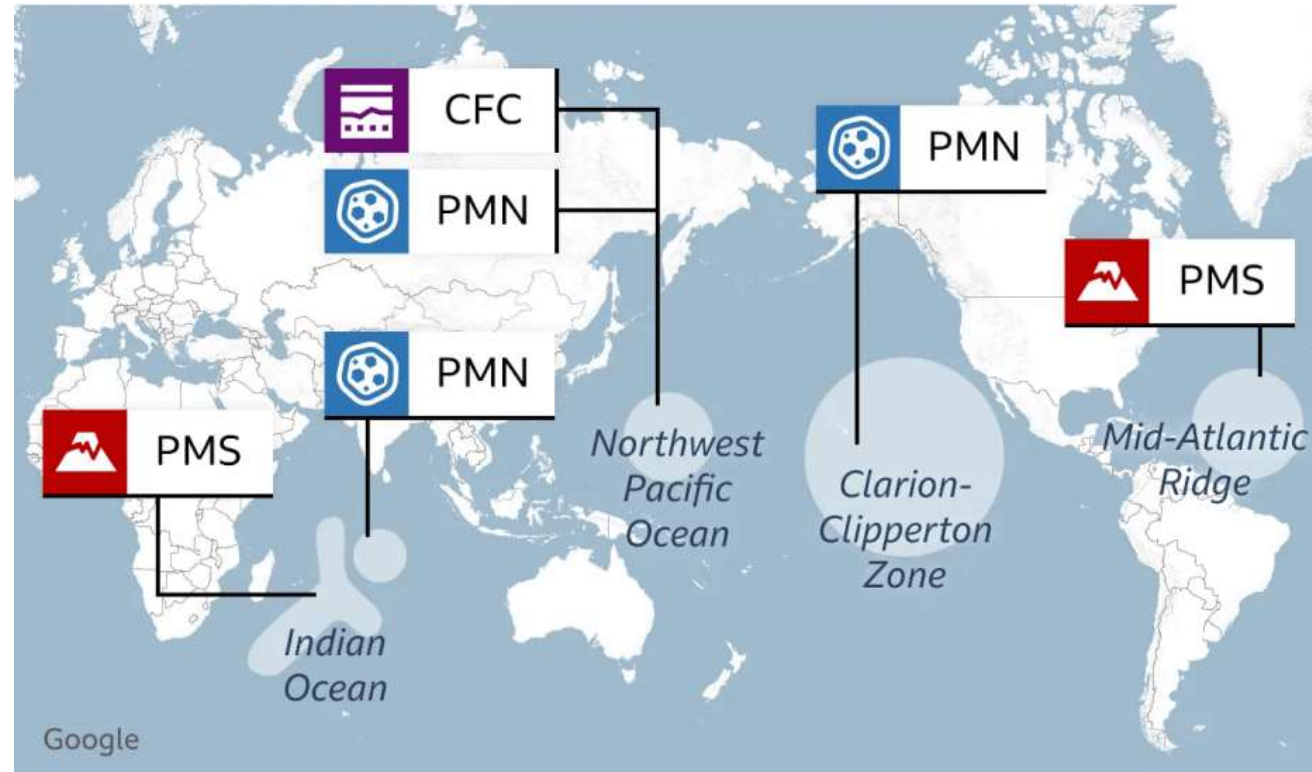 CFC
PMN
PMN
PMS
PMN
PMS
Northwest
Pacific
Ocean
Clarion-
Clipperton
Zone
Mid-Atlantic
Ridge
Indian
Ocean
Google